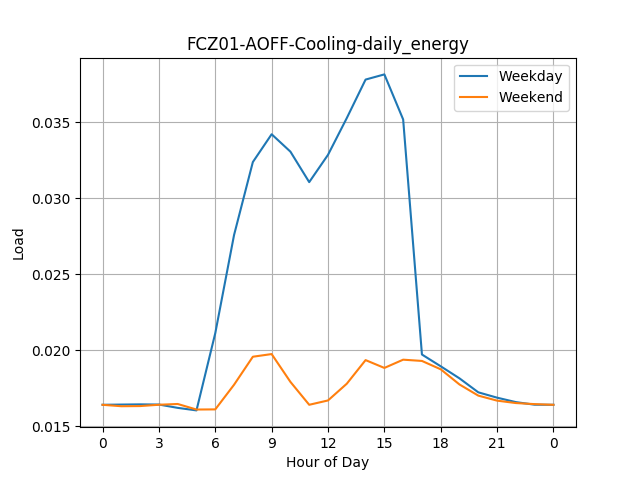 FCZ01-AOFF-Cooling-daily_energy
Weekday
Weekend
Load
0.035
0.030
0.025
0.020
0.015
0 3 6 9 12 15 18 21 0
Hour of Day